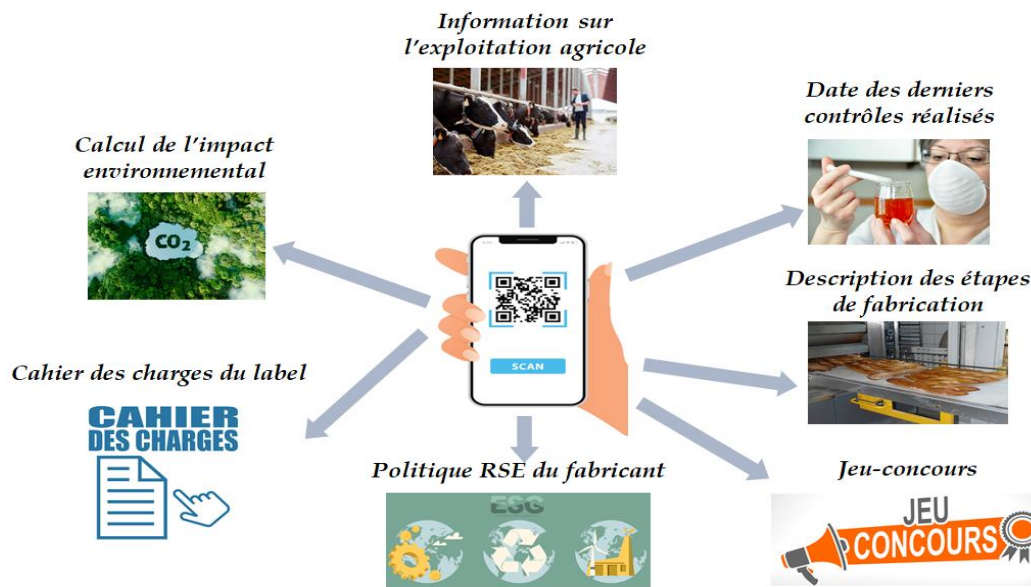 Information sur
l'exploitation agricole
Date des derniers
contrôles réalisés
Calcul de l'impact
environnemental
CO₂
Description des étapes
de fabrication
SCAN
Cahier des charges du label
CAHIER
DES CHARGES
Politique RSE du fabricant
ESG
Jeu-concours
JEU
CONCOURS